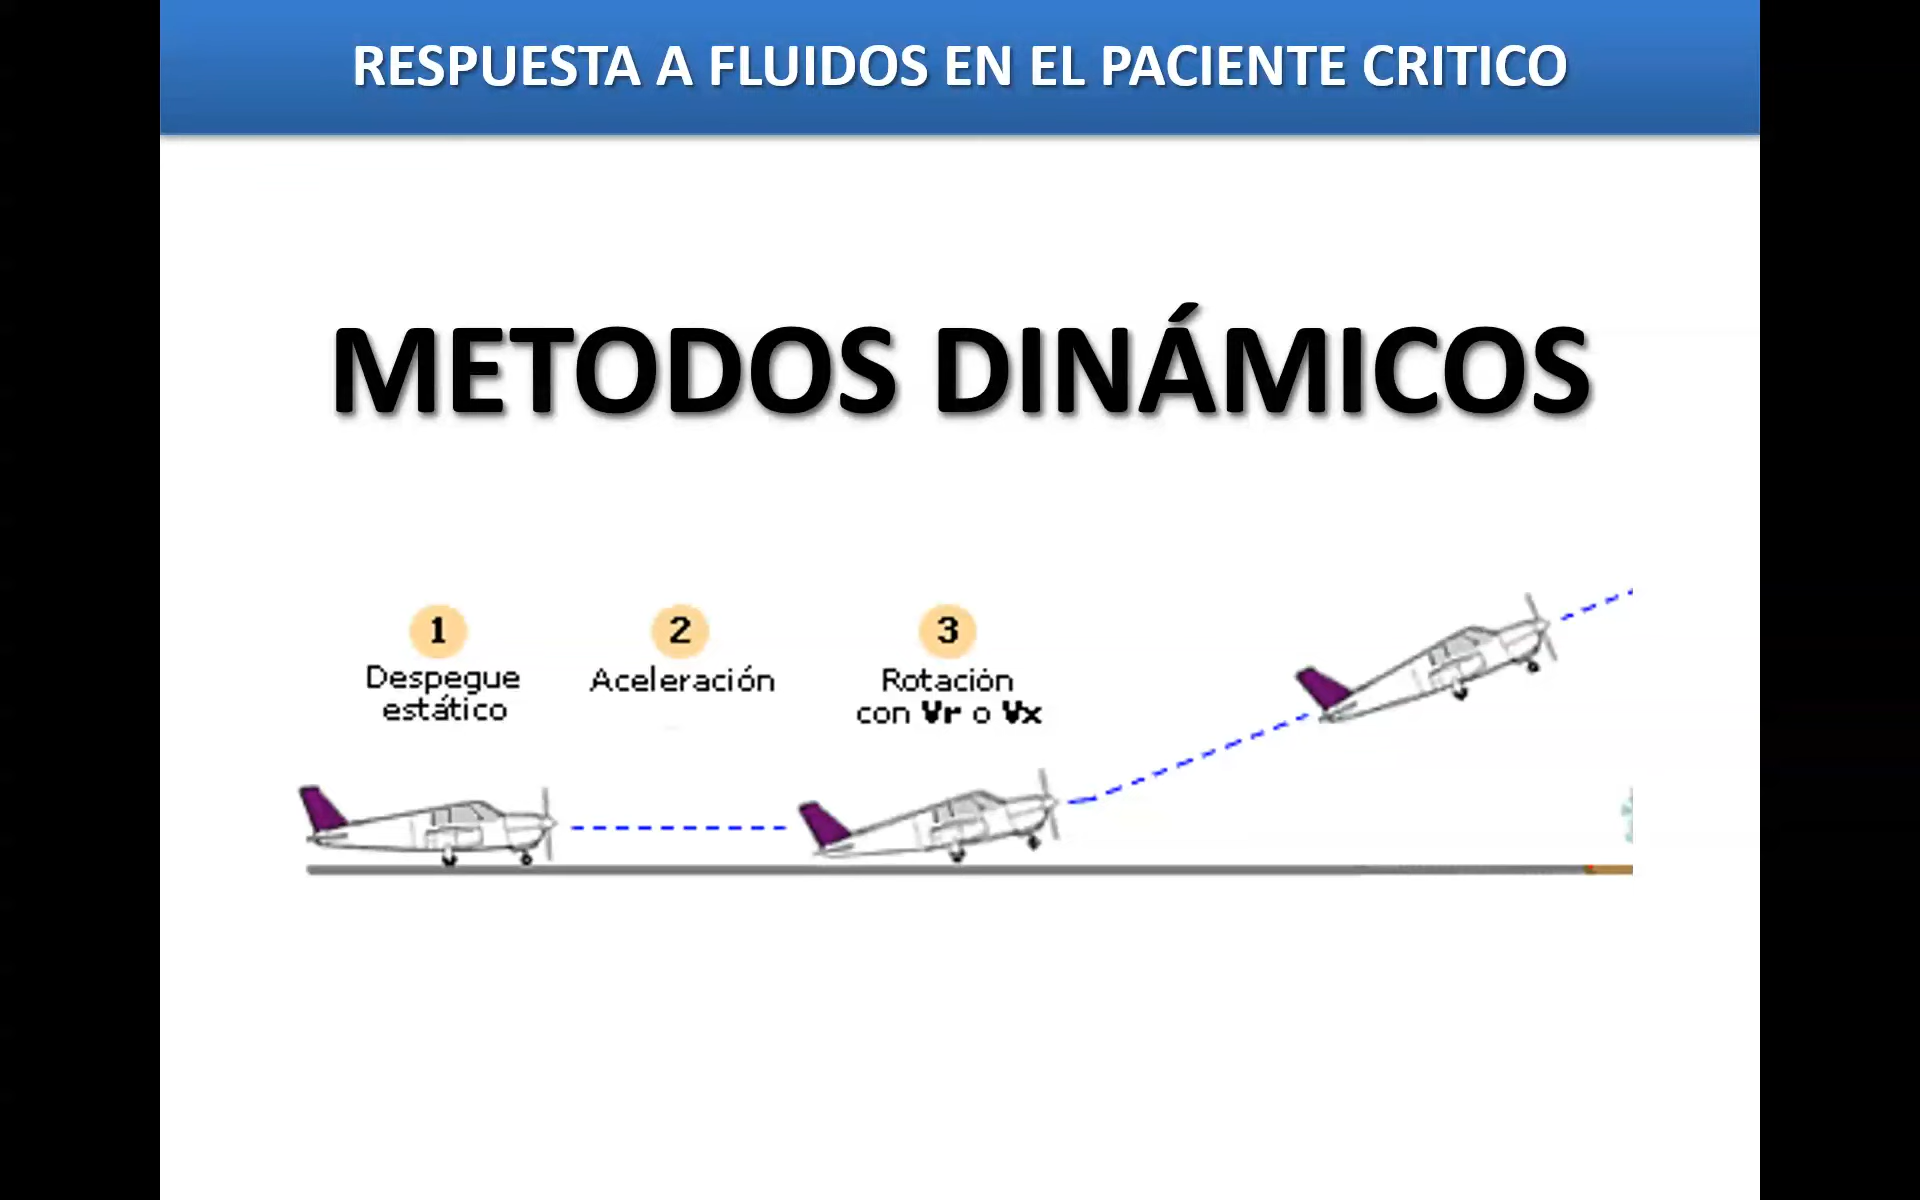 RESPUESTA A FLUIDOS EN EL PACIENTE CRITICO
METODOS DINÁMICOS
1
Despegue
estático
2
Aceleración
3
Rotación
con Vr o Vx